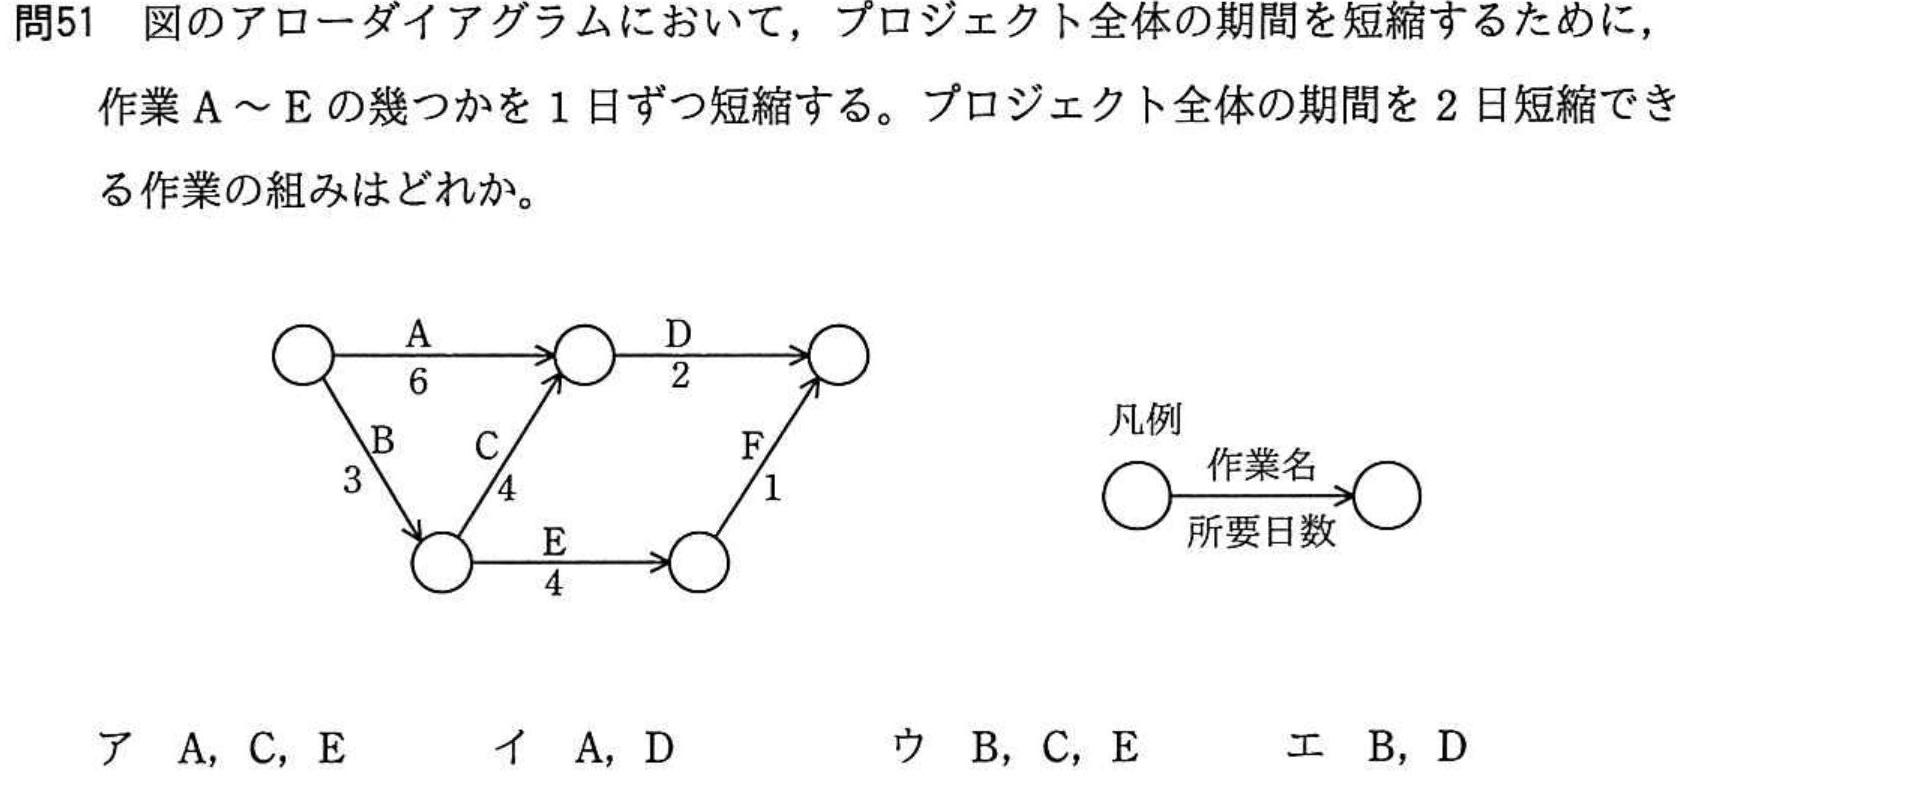 問51 図のアローダイアグラムにおいて，プロジェクト全体の期間を短縮するために，
作業 A ～ E の幾つかを 1 日ずつ短縮する。プロジェクト全体の期間を 2 日短縮でき
る作業の組みはどれか。
A
6
D
2
B
3
C
4
F
1
E
4
凡例
作業名
所要日数
ア A，C，E イ A，D ウ B，C，E エ B，D